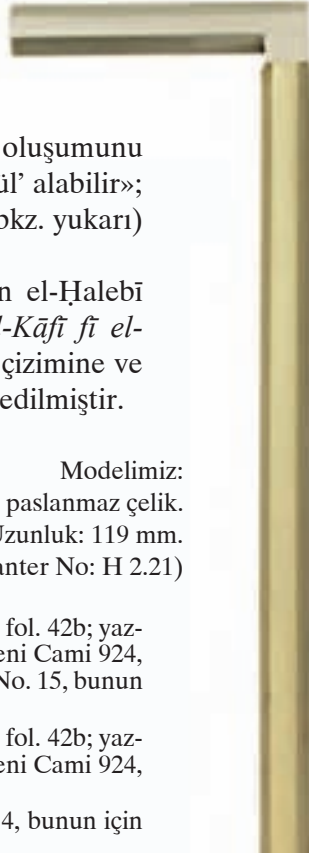 oluşumunu
ül’ alabilir»;
bkz. yukarı)
n el-Ḥalebī
l-Kāfī fī el-
çizimine ve
edilmiştir.
Modelimiz:
paslanmaz çelik.
Uzunluk: 119 mm.
anter No: H 2.21)
fol. 42b; yaz-
eni Cami 924,
No. 15, bunun
fol. 42b; yaz-
eni Cami 924,
4, bunun için